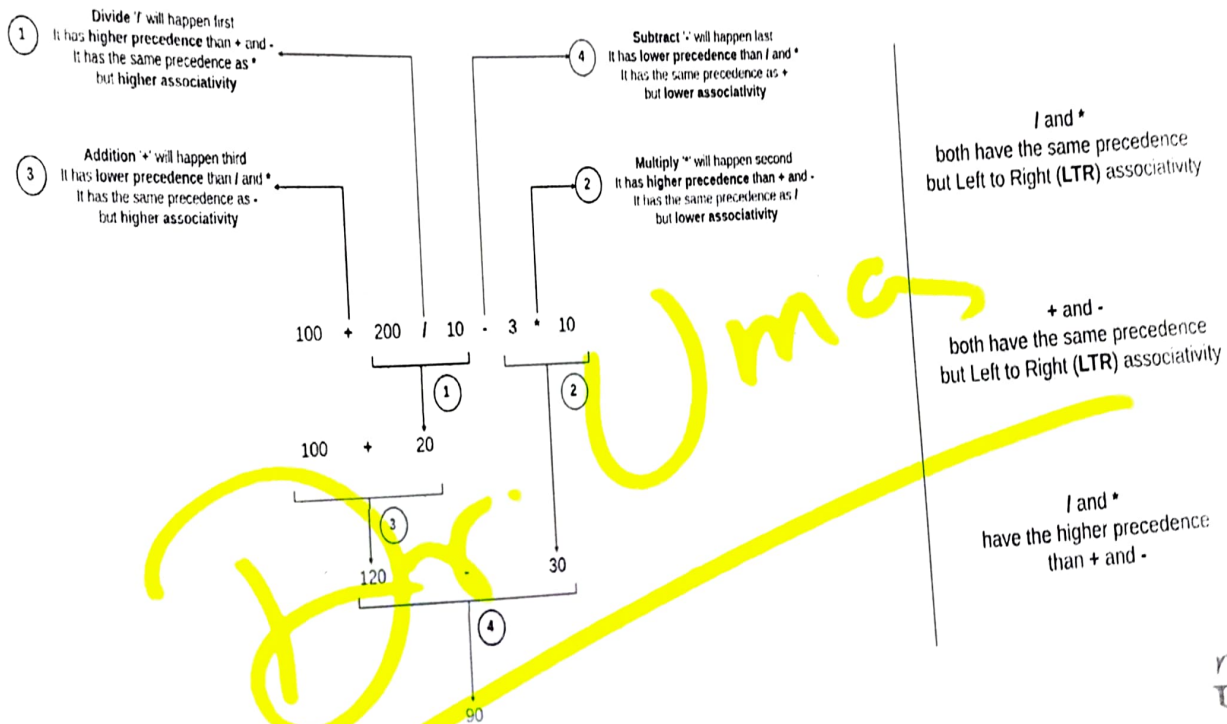 1
Divide '/' will happen first
It has higher precedence than + and -
It has the same precedence as *
but higher associativity
4
Subtract '-' will happen last
It has lower precedence than / and *
It has the same precedence as +
but lower associativity
3
Addition '+' will happen third
It has lower precedence than / and *
It has the same precedence as -
but higher associativity
2
Multiply '*' will happen second
It has higher precedence than + and -
It has the same precedence as /
but lower associativity
100 + 200 / 10 - 3 * 10
1
2
100 + 20
3
120 - 30
4
90
/ and *
both have the same precedence
but Left to Right (LTR) associativity
+ and -
both have the same precedence
but Left to Right (LTR) associativity
/ and *
have the higher precedence
than + and -
Dr. Uma